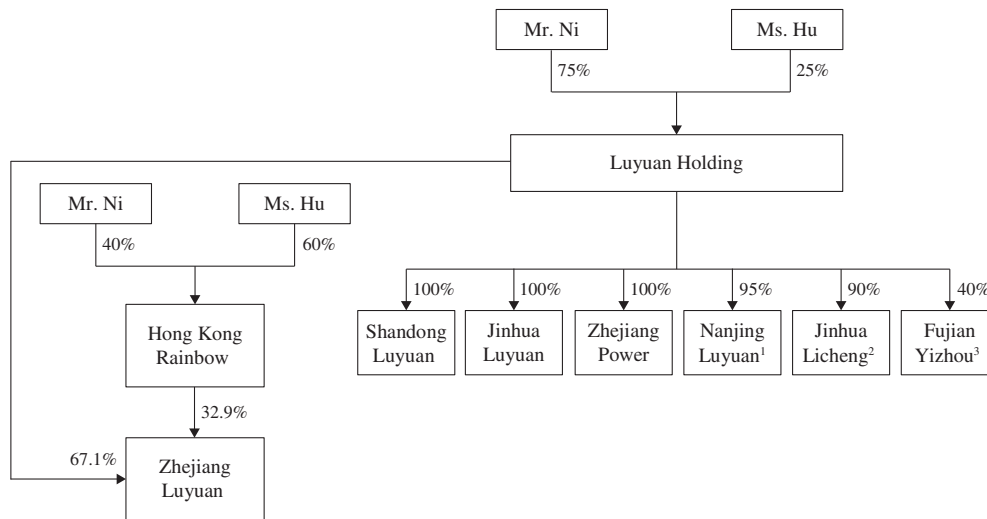 Mr. Ni
Ms. Hu
75%
25%
Luyuan Holding
Mr. Ni
Ms. Hu
40%
60%
100%
100%
100%
95%
90%
40%
Hong Kong
Rainbow
Shandong
Luyuan
Jinhua
Luyuan
Zhejiang
Power
Nanjing
Luyuan¹
Jinhua
Licheng²
Fujian
Yizhou³
32.9%
67.1%
Zhejiang
Luyuan